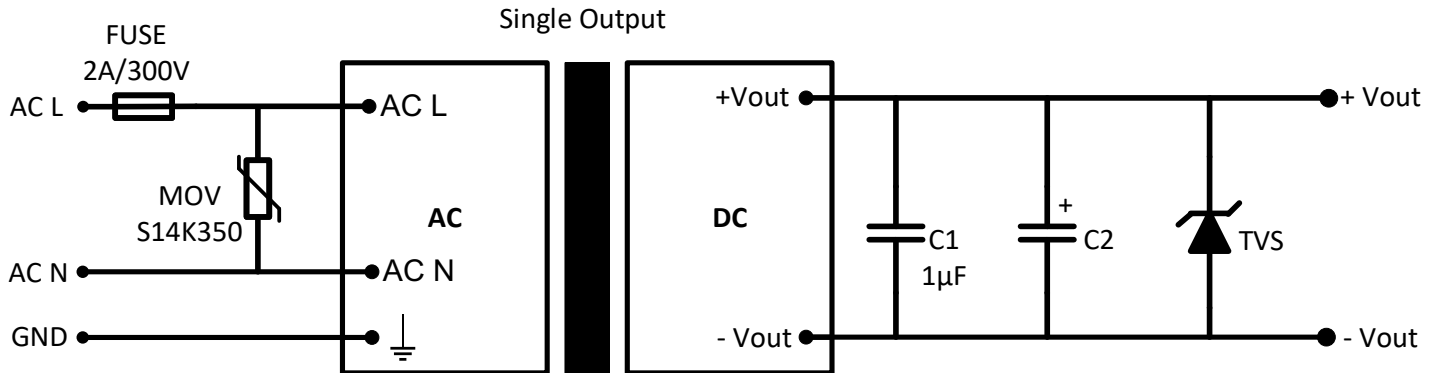 Single Output
FUSE
2A/300V
AC L
AC L
+Vout
+ Vout
MOV
S14K350
AC
DC
+
C1
1µF
C2
TVS
AC N
AC N
GND
- Vout
- Vout